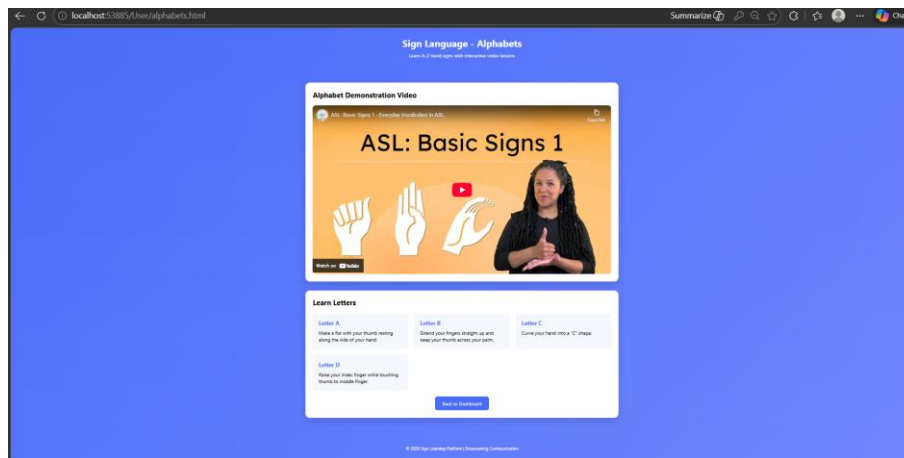 localhost:53885/User/alphabets.html
Summarize
Sign Language - Alphabets
Learn A-Z hand signs with interactive video lessons
Alphabet Demonstration Video
ASL: Basic Signs 1 - Everyday Vocabulary in ASL
Copy link
ASL: Basic Signs 1
Watch on YouTube
Learn Letters
Letter A
Make a fist with your thumb resting
along the side of your hand.
Letter B
Extend your fingers straight up and
keep your thumb across your palm.
Letter C
Curve your hand into a "C" shape.
Letter D
Raise your index finger while touching
thumb to middle finger.
Back to Dashboard
Sign Learning Platform | Empowering Communication